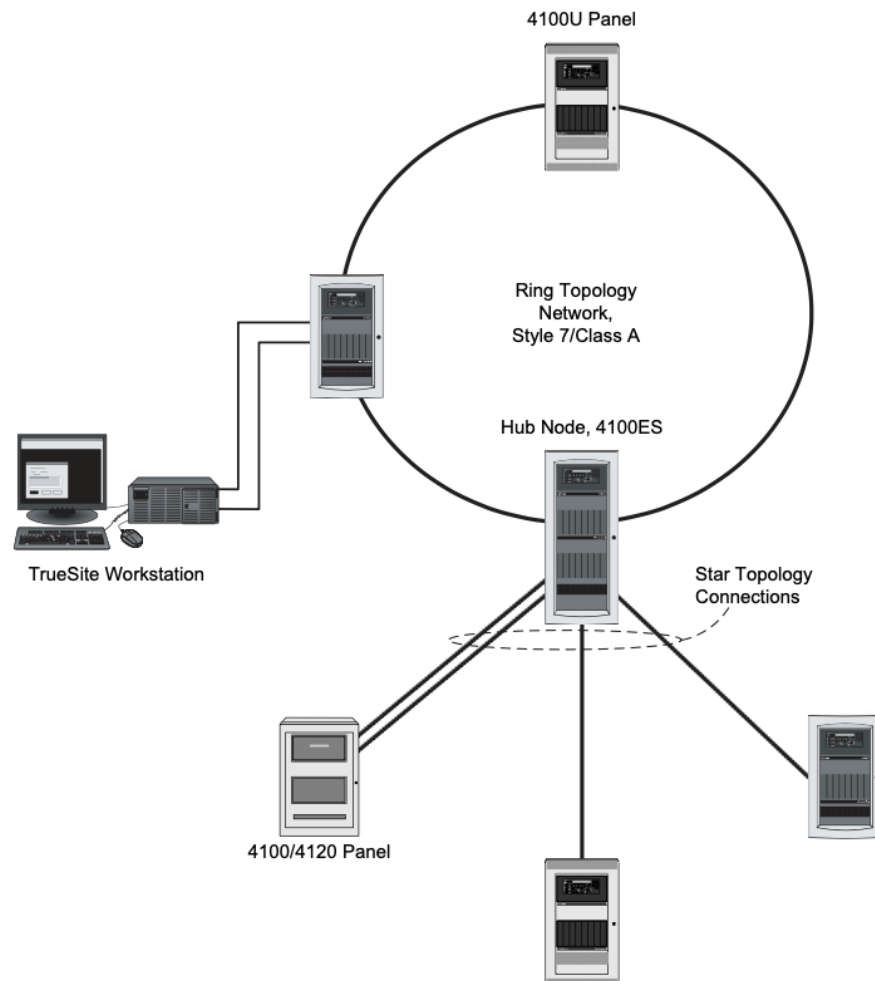 4100U Panel
Ring Topology
Network,
Style 7/Class A
Hub Node, 4100ES
TrueSite Workstation
Star Topology
Connections
4100/4120 Panel